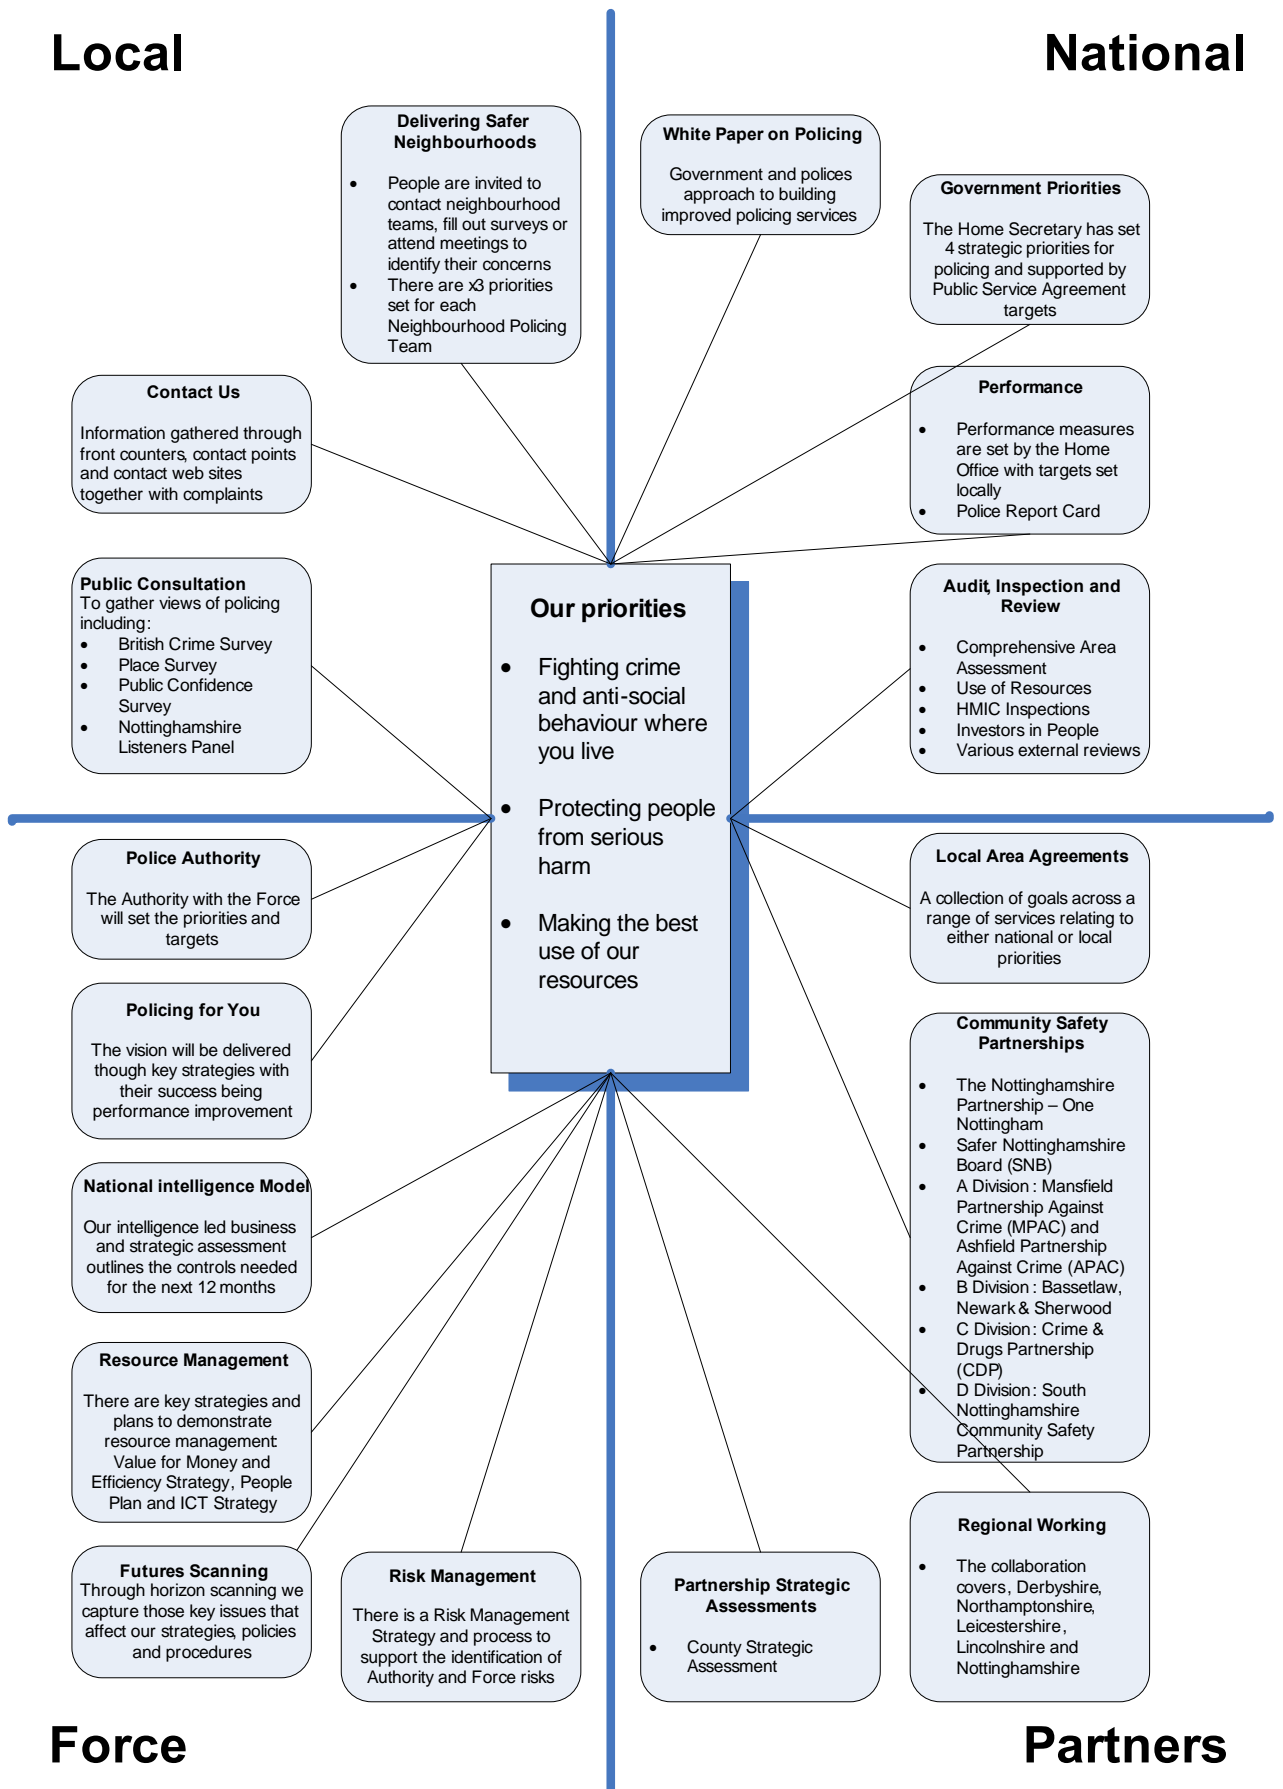 Local
National
Delivering Safer
Neighbourhoods
• People are invited to
contact neighbourhood
teams, fill out surveys or
attend meetings to
identify their concerns
• There are x3 priorities
set for each
Neighbourhood Policing
Team
White Paper on Policing
Government and polices
approach to building
improved policing services
Government Priorities
The Home Secretary has set
4 strategic priorities for
policing and supported by
Public Service Agreement
targets
Contact Us
Information gathered through
front counters, contact points
and contact web sites
together with complaints
Performance
• Performance measures
are set by the Home
Office with targets set
locally
• Police Report Card
Public Consultation
To gather views of policing
including:
• British Crime Survey
• Place Survey
• Public Confidence
Survey
• Nottinghamshire
Listeners Panel
Our priorities
• Fighting crime
and anti-social
behaviour where
you live
• Protecting people
from serious
harm
• Making the best
use of our
resources
Audit, Inspection and
Review
• Comprehensive Area
Assessment
• Use of Resources
• HMIC Inspections
• Investors in People
• Various external reviews
Police Authority
The Authority with the Force
will set the priorities and
targets
Local Area Agreements
A collection of goals across a
range of services relating to
either national or local
priorities
Policing for You
The vision will be delivered
though key strategies with
their success being
performance improvement
Community Safety
Partnerships
• The Nottinghamshire
Partnership – One
Nottingham
• Safer Nottinghamshire
Board (SNB)
• A Division: Mansfield
Partnership Against
Crime (MPAC) and
Ashfield Partnership
Against Crime (APAC)
• B Division: Bassetlaw,
Newark & Sherwood
• C Division: Crime &
Drugs Partnership
(CDP)
• D Division: South
Nottinghamshire
Community Safety
Partnership
National intelligence Model
Our intelligence led business
and strategic assessment
outlines the controls needed
for the next 12 months
Resource Management
There are key strategies and
plans to demonstrate
resource management:
Value for Money and
Efficiency Strategy, People
Plan and ICT Strategy
Futures Scanning
Through horizon scanning we
capture those key issues that
affect our strategies, policies
and procedures
Risk Management
There is a Risk Management
Strategy and process to
support the identification of
Authority and Force risks
Partnership Strategic
Assessments
• County Strategic
Assessment
Regional Working
• The collaboration
covers, Derbyshire,
Northamptonshire,
Leicestershire,
Lincolnshire and
Nottinghamshire
Force
Partners